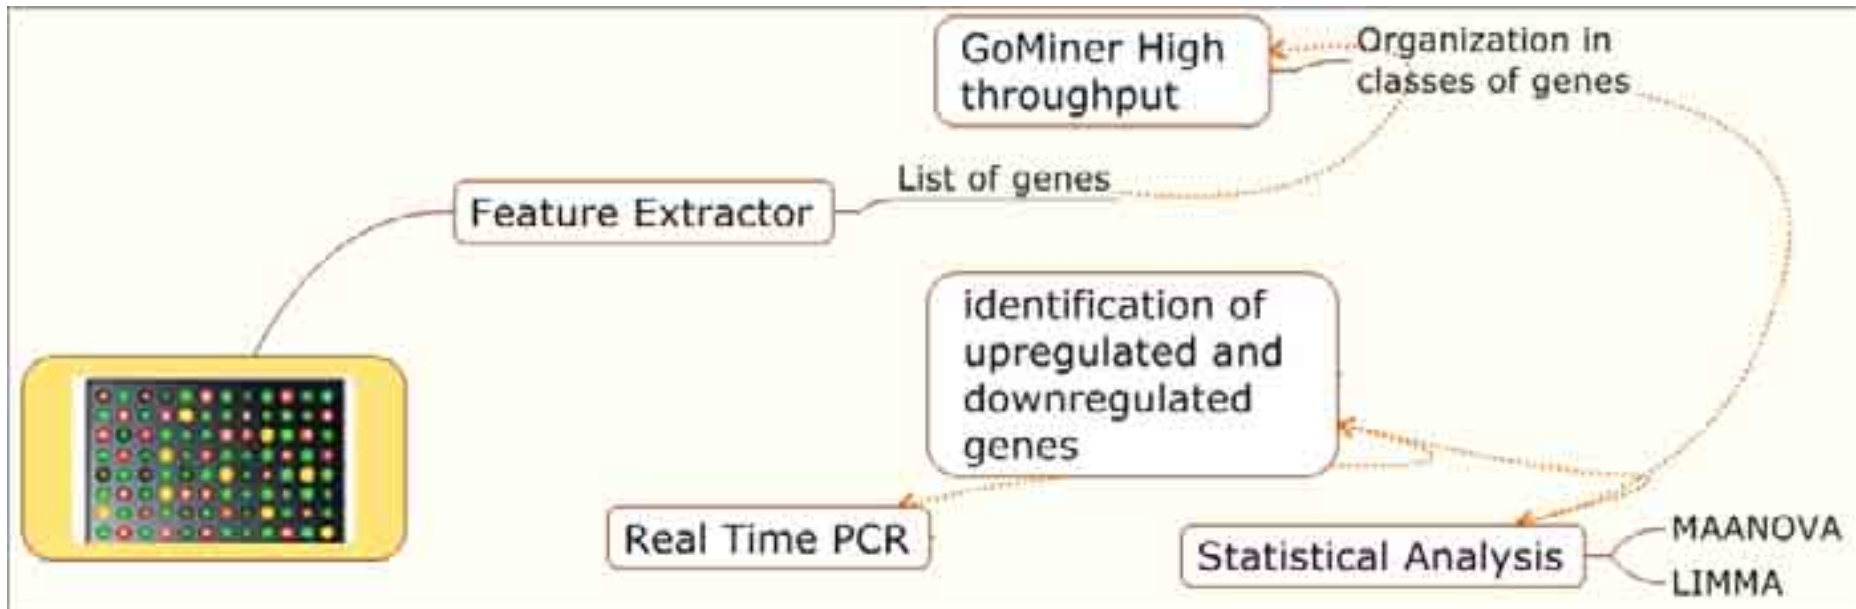 GoMiner High
throughput
Organization in
classes of genes
List of genes
Feature Extractor
identification of
upregulated and
downregulated
genes
Real Time PCR
Statistical Analysis
MAANOVA
LIMMA